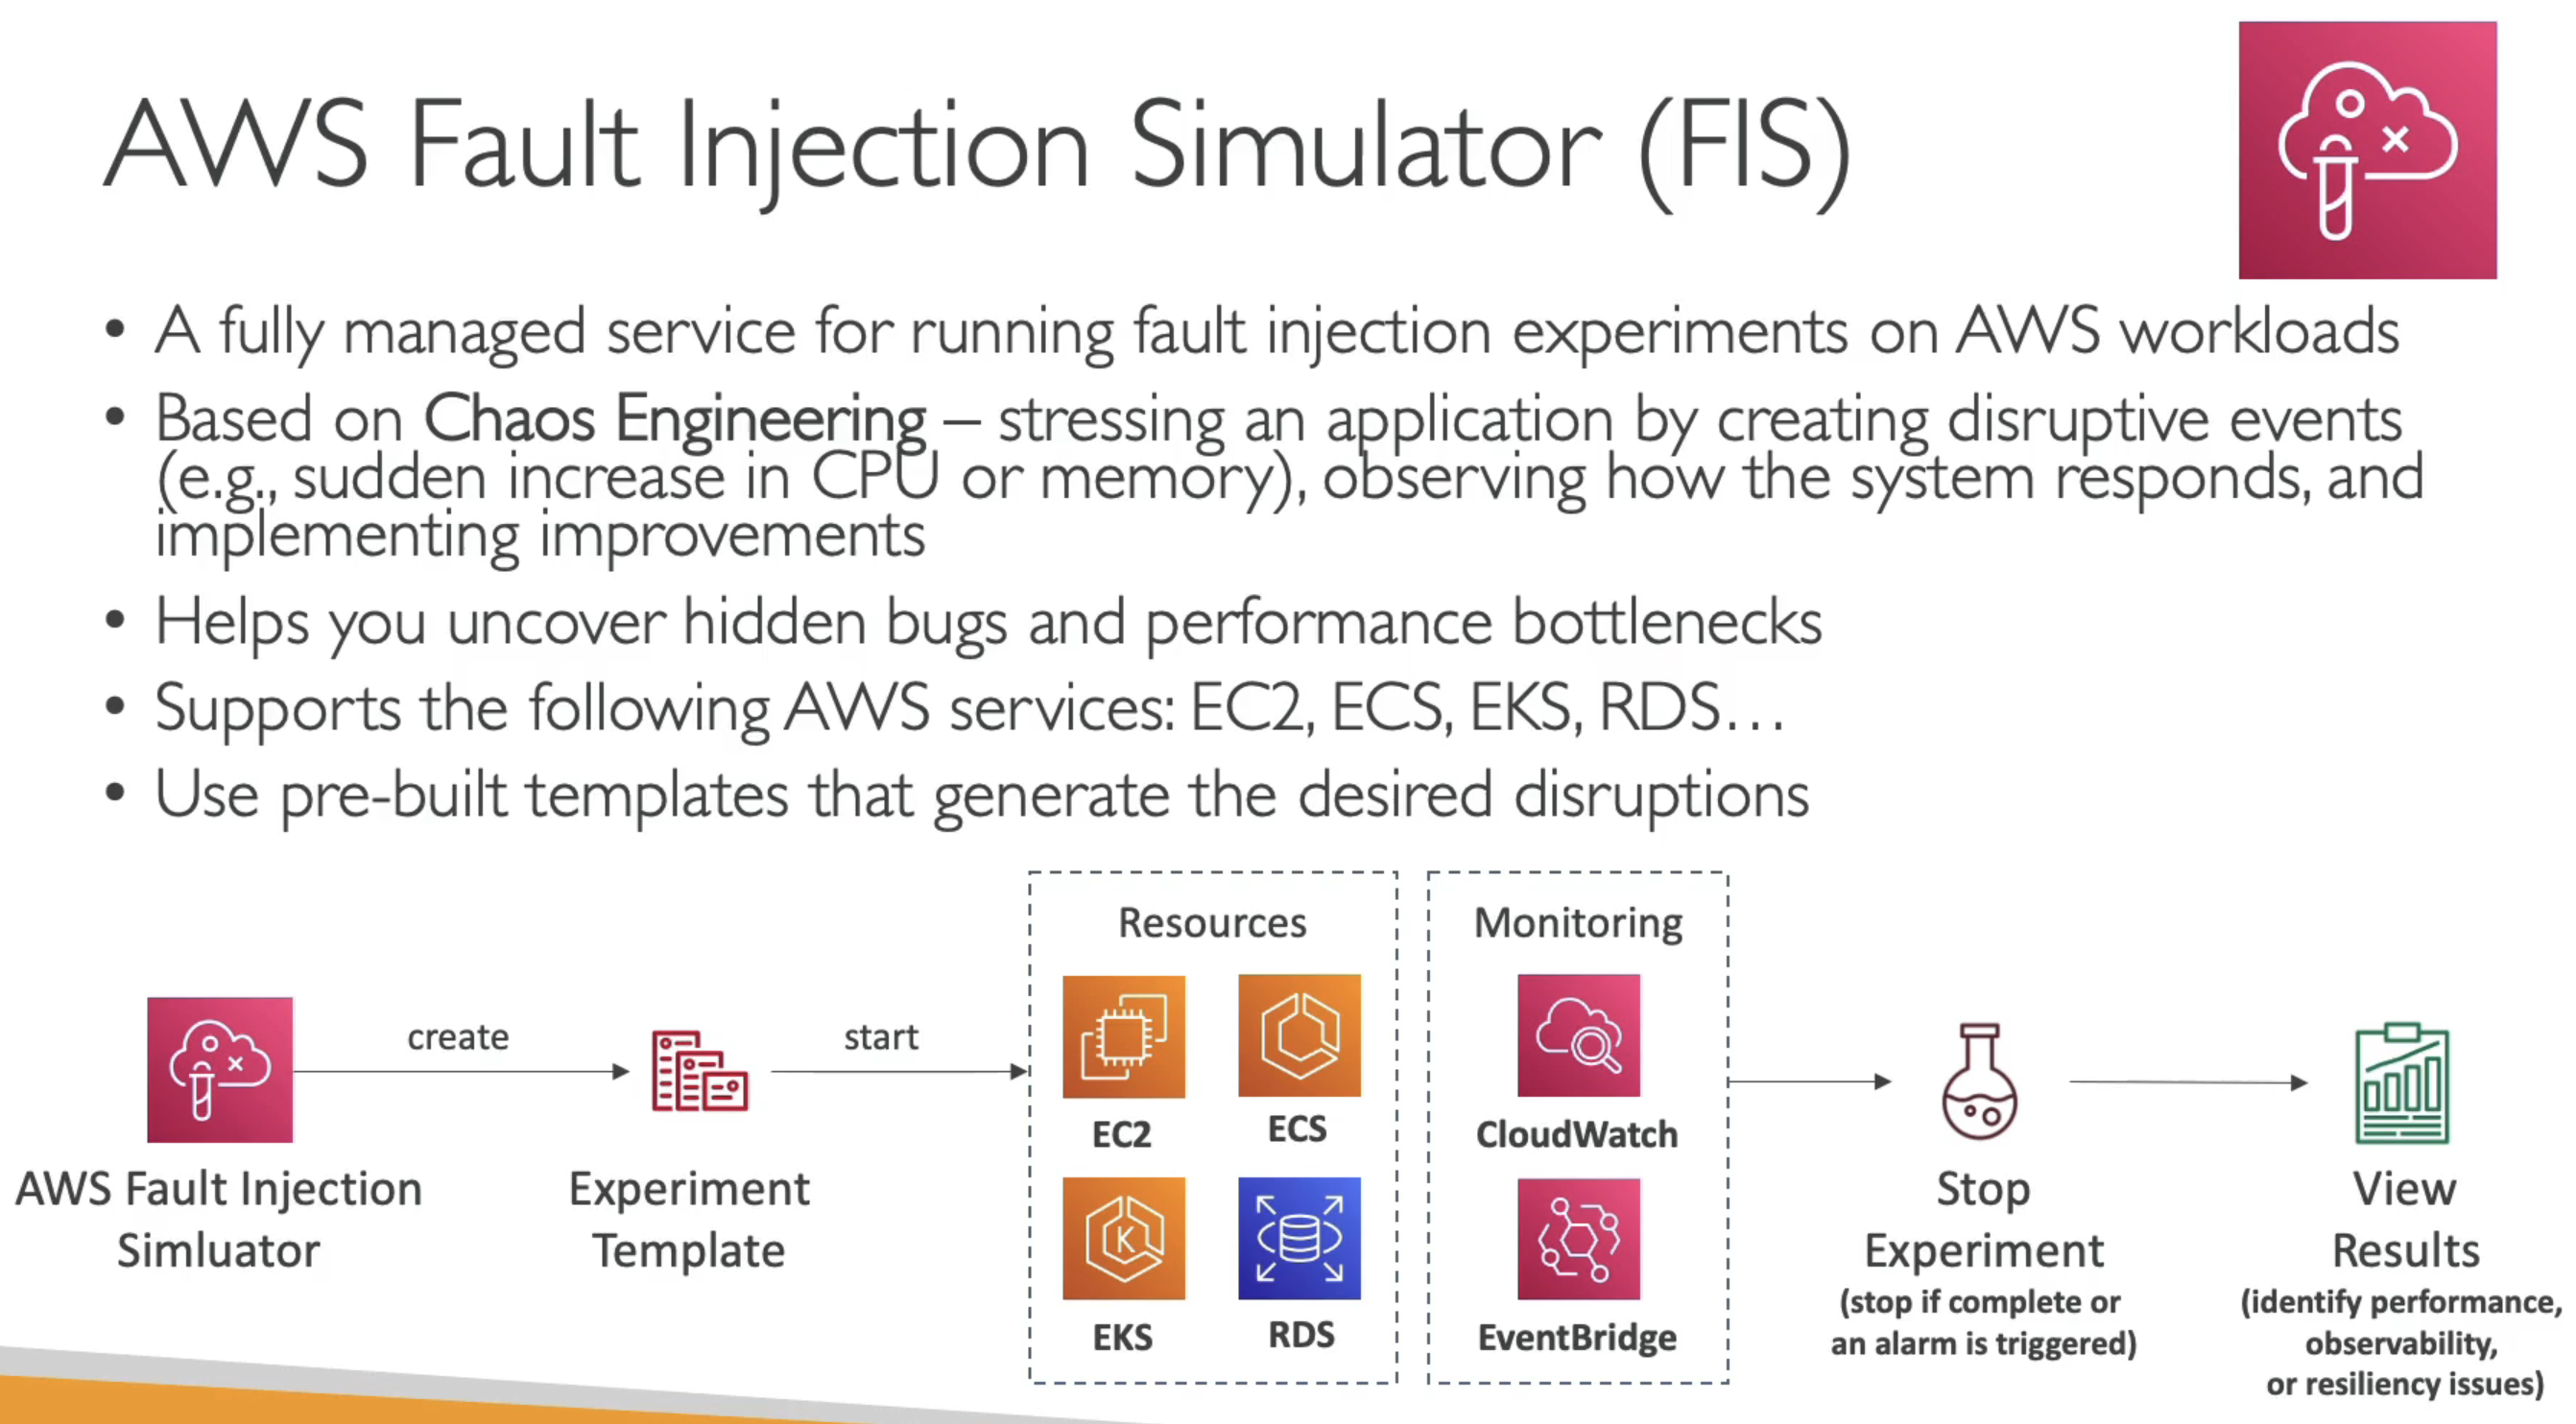 AWS Fault Injection Simulator (FIS)
• A fully managed service for running fault injection experiments on AWS workloads
• Based on Chaos Engineering – stressing an application by creating disruptive events
(e.g., sudden increase in CPU or memory), observing how the system responds, and
implementing improvements
• Helps you uncover hidden bugs and performance bottlenecks
• Supports the following AWS services: EC2, ECS, EKS, RDS…
• Use pre-built templates that generate the desired disruptions
AWS Fault Injection
Simluator
create
Experiment
Template
start
Resources
EC2
ECS
K
EKS
RDS
Monitoring
CloudWatch
EventBridge
Stop
Experiment
(stop if complete or
an alarm is triggered)
View
Results
(identify performance,
observability,
or resiliency issues)